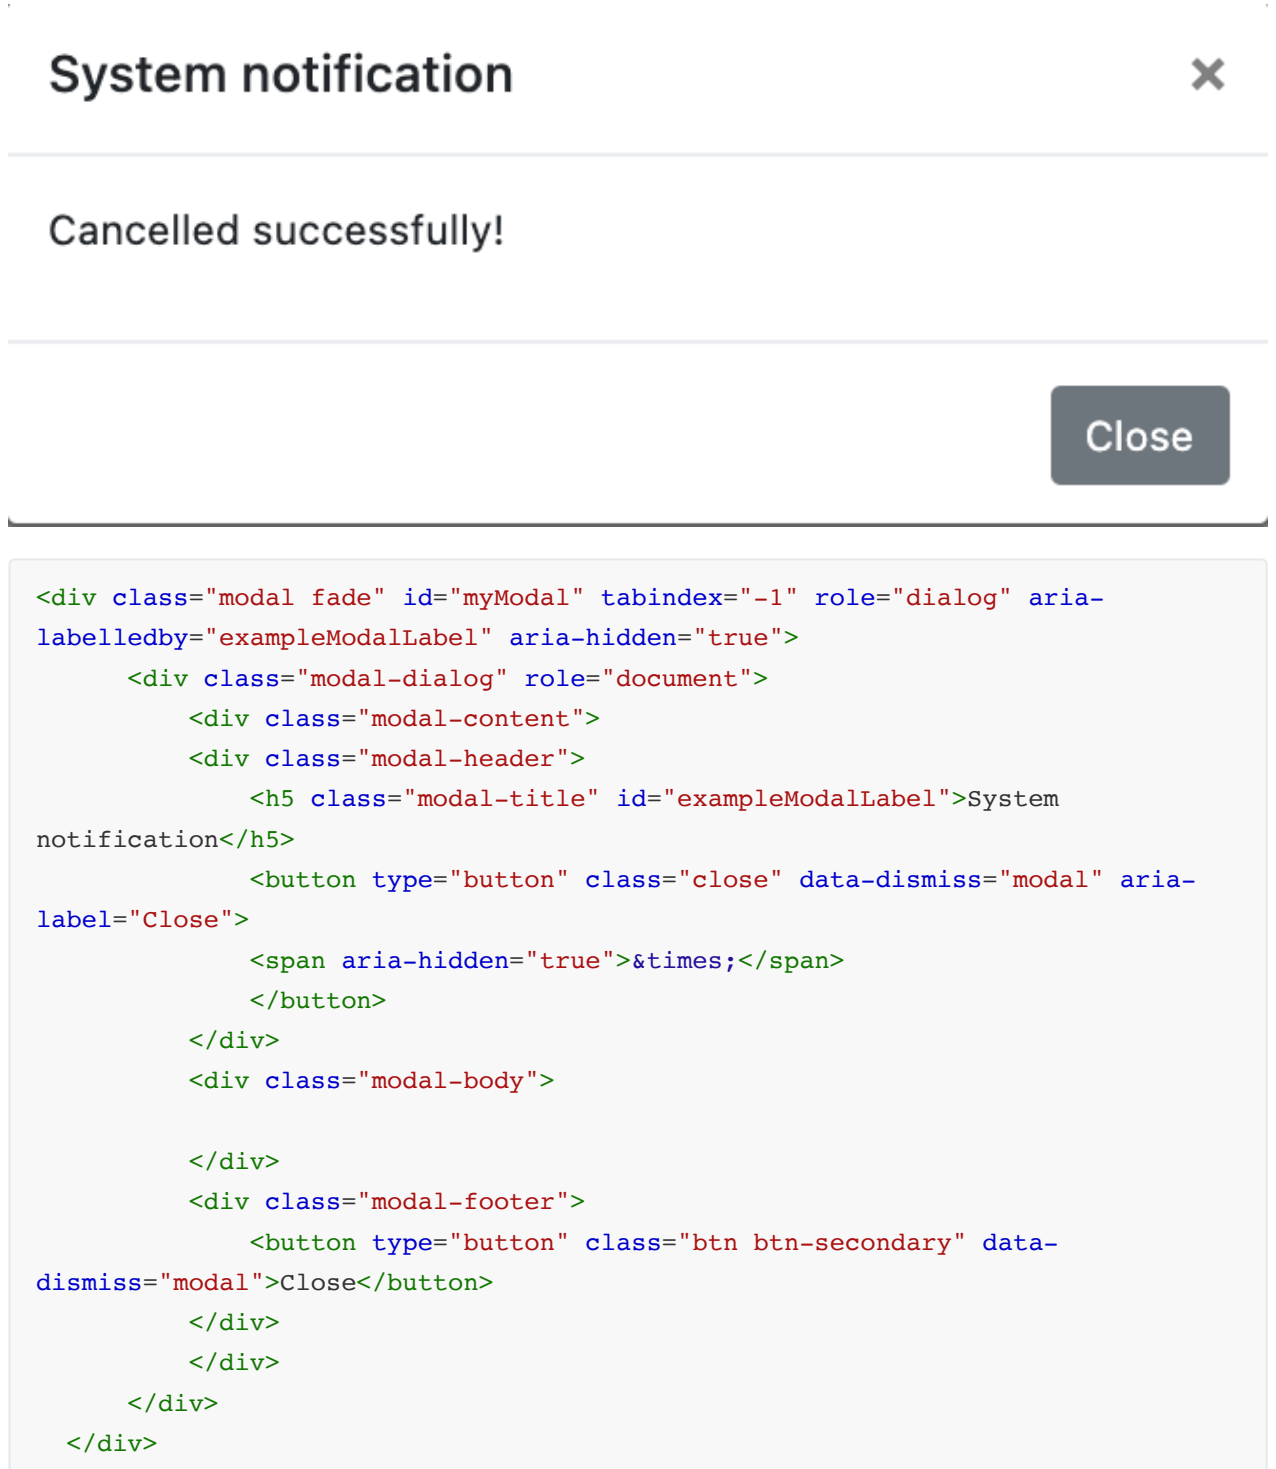 System notification ×
Cancelled successfully!
Close
<div class="modal fade" id="myModal" tabindex="-1" role="dialog" aria-
labelledby="exampleModalLabel" aria-hidden="true">
<div class="modal-dialog" role="document">
<div class="modal-content">
<div class="modal-header">
<h5 class="modal-title" id="exampleModalLabel">System
notification</h5>
<button type="button" class="close" data-dismiss="modal" aria-
label="Close">
<span aria-hidden="true">&times;</span>
</button>
</div>
<div class="modal-body">
</div>
<div class="modal-footer">
<button type="button" class="btn btn-secondary" data-
dismiss="modal">Close</button>
</div>
</div>
</div>
</div>